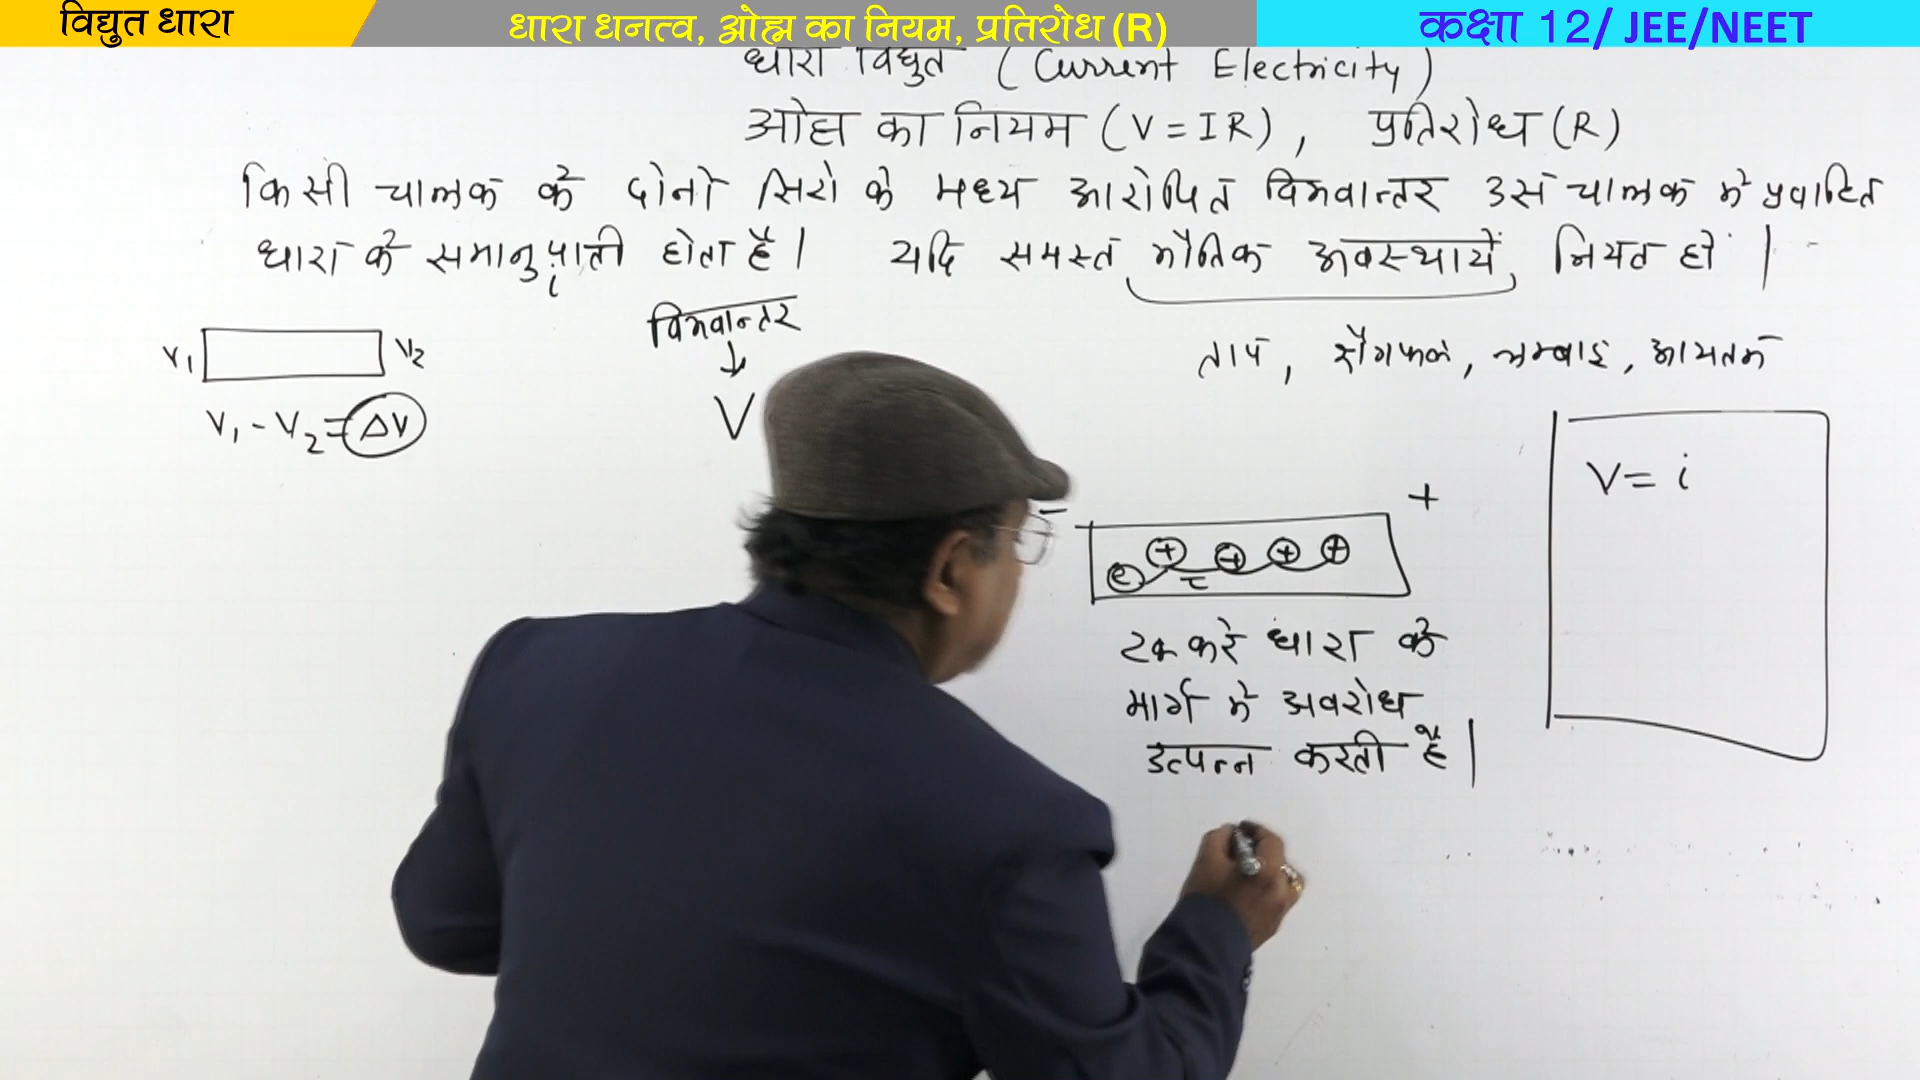 विद्युत धारा
धारा धनत्व, ओह्म का नियम, प्रतिरोध (R)
कक्षा 12/ JEE/NEET
धारा विद्युत (Current Electricity)
ओह्म का नियम (V = IR), प्रतिरोध (R)
किसी चालक के दोनो सिरो के मध्य आरोपित विभवान्तर उस चालक मे प्रवाहित
धारा के समानुपाती होता है। यदि समस्त भौतिक अवस्थायें नियत हो।
i
विभवान्तर
V
V₁ V₂
V₁ - V₂ = ΔV
ताप, क्षेत्रफल, लम्बाई, आयतन
V = i
- +
e + + + +
τ
टक्करे धारा के
मार्ग मे अवरोध
उत्पन्न करती है।